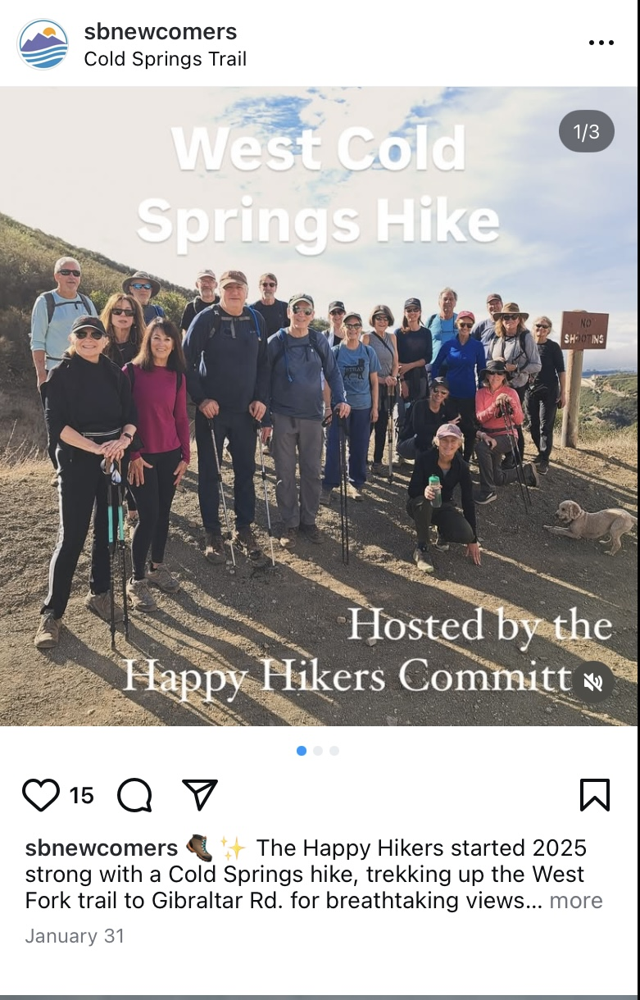 sbnewcomers
Cold Springs Trail
1/3
West Cold
Springs Hike
NO
SHOOTING
Hosted by the
Happy Hikers Committ
15
sbnewcomers 🥾 ✨ The Happy Hikers started 2025
strong with a Cold Springs hike, trekking up the West
Fork trail to Gibraltar Rd. for breathtaking views... more
January 31